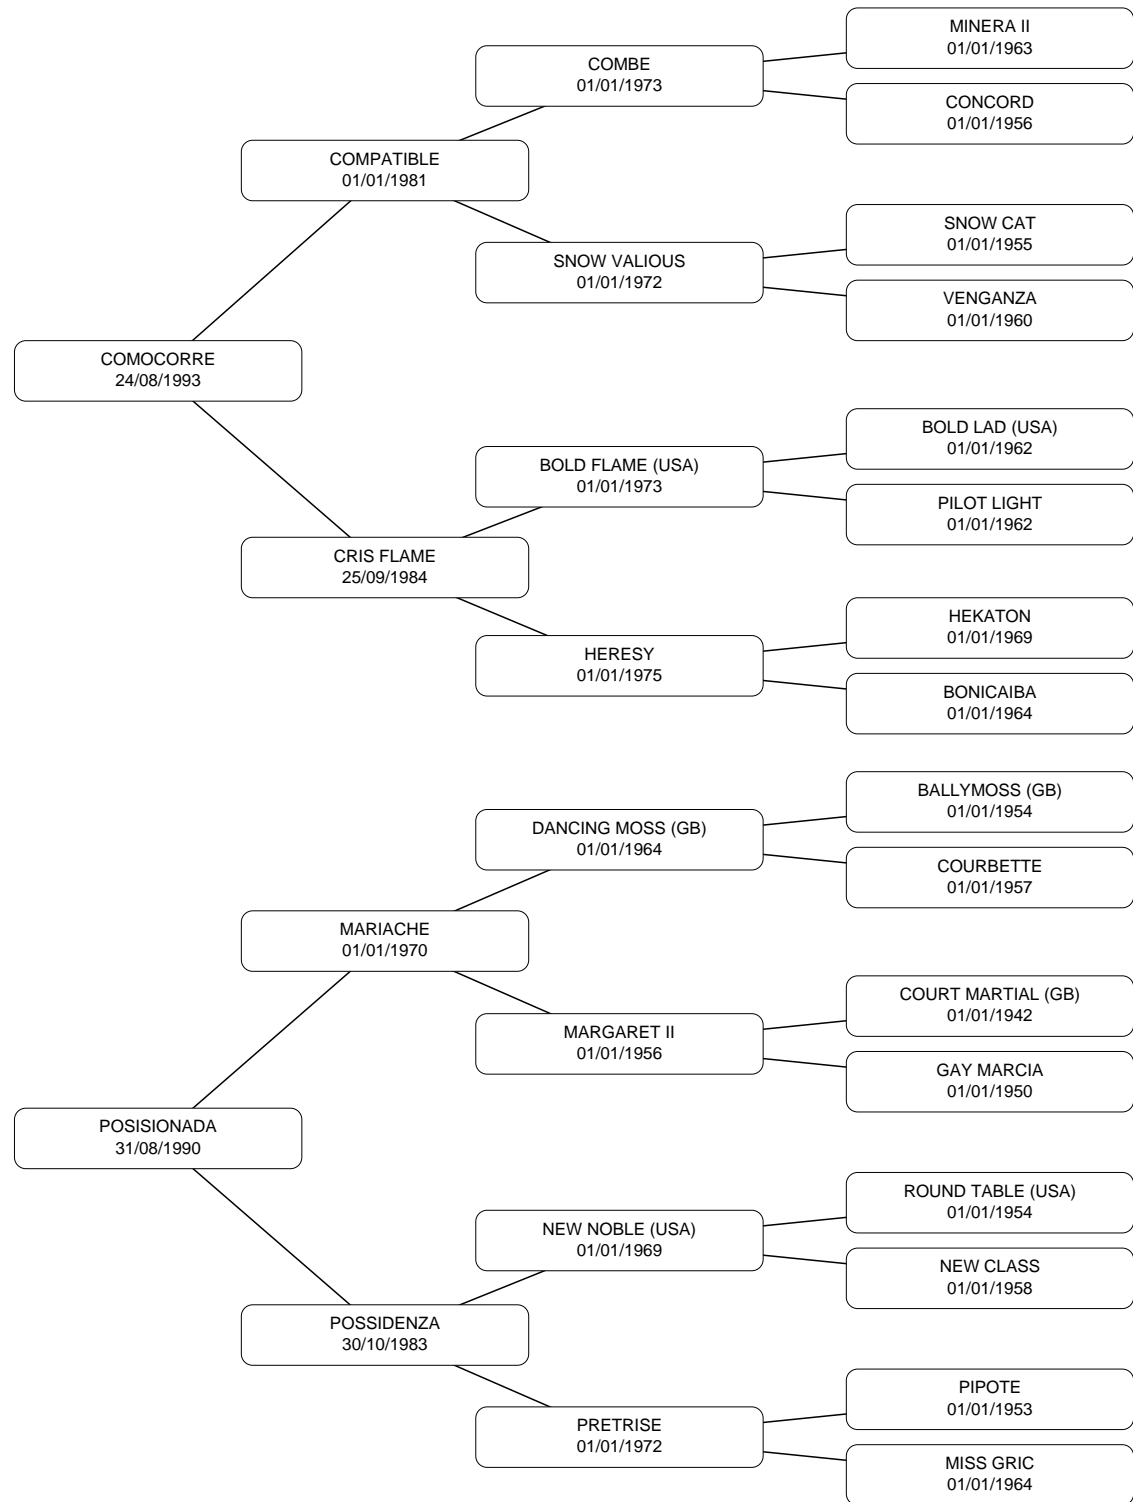 MINERA II
01/01/1963
COMBE
01/01/1973
CONCORD
01/01/1956
COMPATIBLE
01/01/1981
SNOW CAT
01/01/1955
SNOW VALIOUS
01/01/1972
VENGANZA
01/01/1960
COMOCORRE
24/08/1993
BOLD LAD (USA)
01/01/1962
BOLD FLAME (USA)
01/01/1973
PILOT LIGHT
01/01/1962
CRIS FLAME
25/09/1984
HEKATON
01/01/1969
HERESY
01/01/1975
BONICAIBA
01/01/1964
BALLYMOSS (GB)
01/01/1954
DANCING MOSS (GB)
01/01/1964
COURBETTE
01/01/1957
MARIACHE
01/01/1970
COURT MARTIAL (GB)
01/01/1942
MARGARET II
01/01/1956
GAY MARCIA
01/01/1950
POSISIONADA
31/08/1990
ROUND TABLE (USA)
01/01/1954
NEW NOBLE (USA)
01/01/1969
NEW CLASS
01/01/1958
POSSIDENZA
30/10/1983
PIPOTE
01/01/1953
PRETRISE
01/01/1972
MISS GRIC
01/01/1964